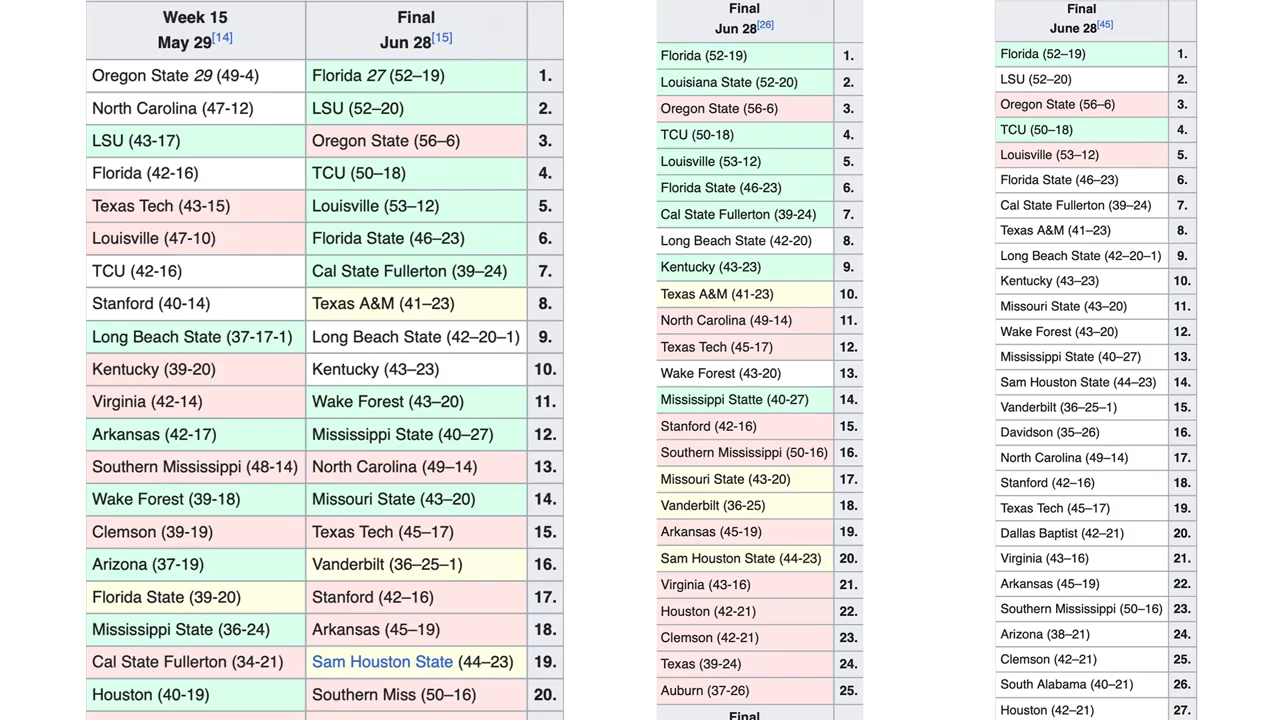 Week 15
May 29[14]
Final
Jun 28[15]
Oregon State 29 (49-4) Florida 27 (52–19) 1.
North Carolina (47-12) LSU (52–20) 2.
LSU (43-17) Oregon State (56–6) 3.
Florida (42-16) TCU (50–18) 4.
Texas Tech (43-15) Louisville (53–12) 5.
Louisville (47-10) Florida State (46–23) 6.
TCU (42-16) Cal State Fullerton (39–24) 7.
Stanford (40-14) Texas A&M (41–23) 8.
Long Beach State (37-17-1) Long Beach State (42–20–1) 9.
Kentucky (39-20) Kentucky (43–23) 10.
Virginia (42-14) Wake Forest (43–20) 11.
Arkansas (42-17) Mississippi State (40–27) 12.
Southern Mississippi (48-14) North Carolina (49–14) 13.
Wake Forest (39-18) Missouri State (43–20) 14.
Clemson (39-19) Texas Tech (45–17) 15.
Arizona (37-19) Vanderbilt (36–25–1) 16.
Florida State (39-20) Stanford (42–16) 17.
Mississippi State (36-24) Arkansas (45–19) 18.
Cal State Fullerton (34-21) Sam Houston State (44–23) 19.
Houston (40-19) Southern Miss (50–16) 20.
Final
Jun 28[26]
Florida (52-19) 1.
Louisiana State (52-20) 2.
Oregon State (56-6) 3.
TCU (50-18) 4.
Louisville (53-12) 5.
Florida State (46-23) 6.
Cal State Fullerton (39-24) 7.
Long Beach State (42-20) 8.
Kentucky (43-23) 9.
Texas A&M (41-23) 10.
North Carolina (49-14) 11.
Texas Tech (45-17) 12.
Wake Forest (43-20) 13.
Mississippi Statte (40-27) 14.
Stanford (42-16) 15.
Southern Mississippi (50-16) 16.
Missouri State (43-20) 17.
Vanderbilt (36-25) 18.
Arkansas (45-19) 19.
Sam Houston State (44-23) 20.
Virginia (43-16) 21.
Houston (42-21) 22.
Clemson (42-21) 23.
Texas (39-24) 24.
Auburn (37-26) 25.
Final
Final
June 28[45]
Florida (52–19) 1.
LSU (52–20) 2.
Oregon State (56–6) 3.
TCU (50–18) 4.
Louisville (53–12) 5.
Florida State (46–23) 6.
Cal State Fullerton (39–24) 7.
Texas A&M (41–23) 8.
Long Beach State (42–20–1) 9.
Kentucky (43–23) 10.
Missouri State (43–20) 11.
Wake Forest (43–20) 12.
Mississippi State (40–27) 13.
Sam Houston State (44–23) 14.
Vanderbilt (36–25–1) 15.
Davidson (35–26) 16.
North Carolina (49–14) 17.
Stanford (42–16) 18.
Texas Tech (45–17) 19.
Dallas Baptist (42–21) 20.
Virginia (43–16) 21.
Arkansas (45–19) 22.
Southern Mississippi (50–16) 23.
Arizona (38–21) 24.
Clemson (42–21) 25.
South Alabama (40–21) 26.
Houston (42–21) 27.